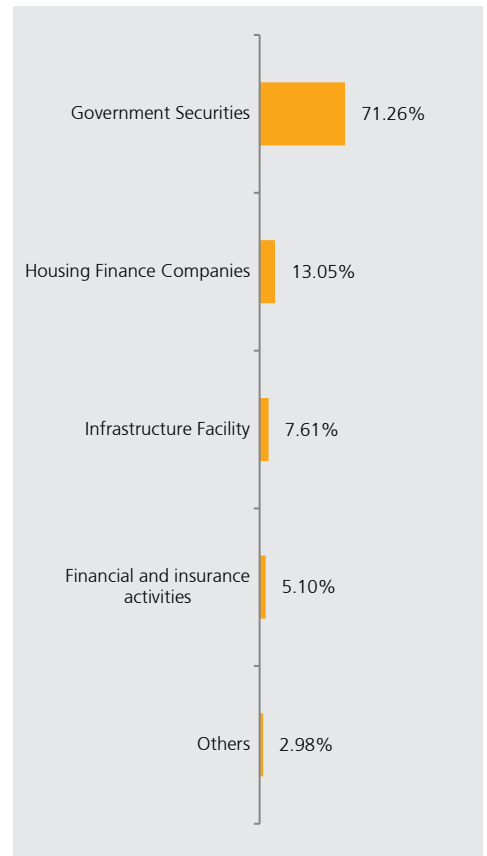 Government Securities 71.26%
Housing Finance Companies 13.05%
Infrastructure Facility 7.61%
Financial and insurance
activities 5.10%
Others 2.98%